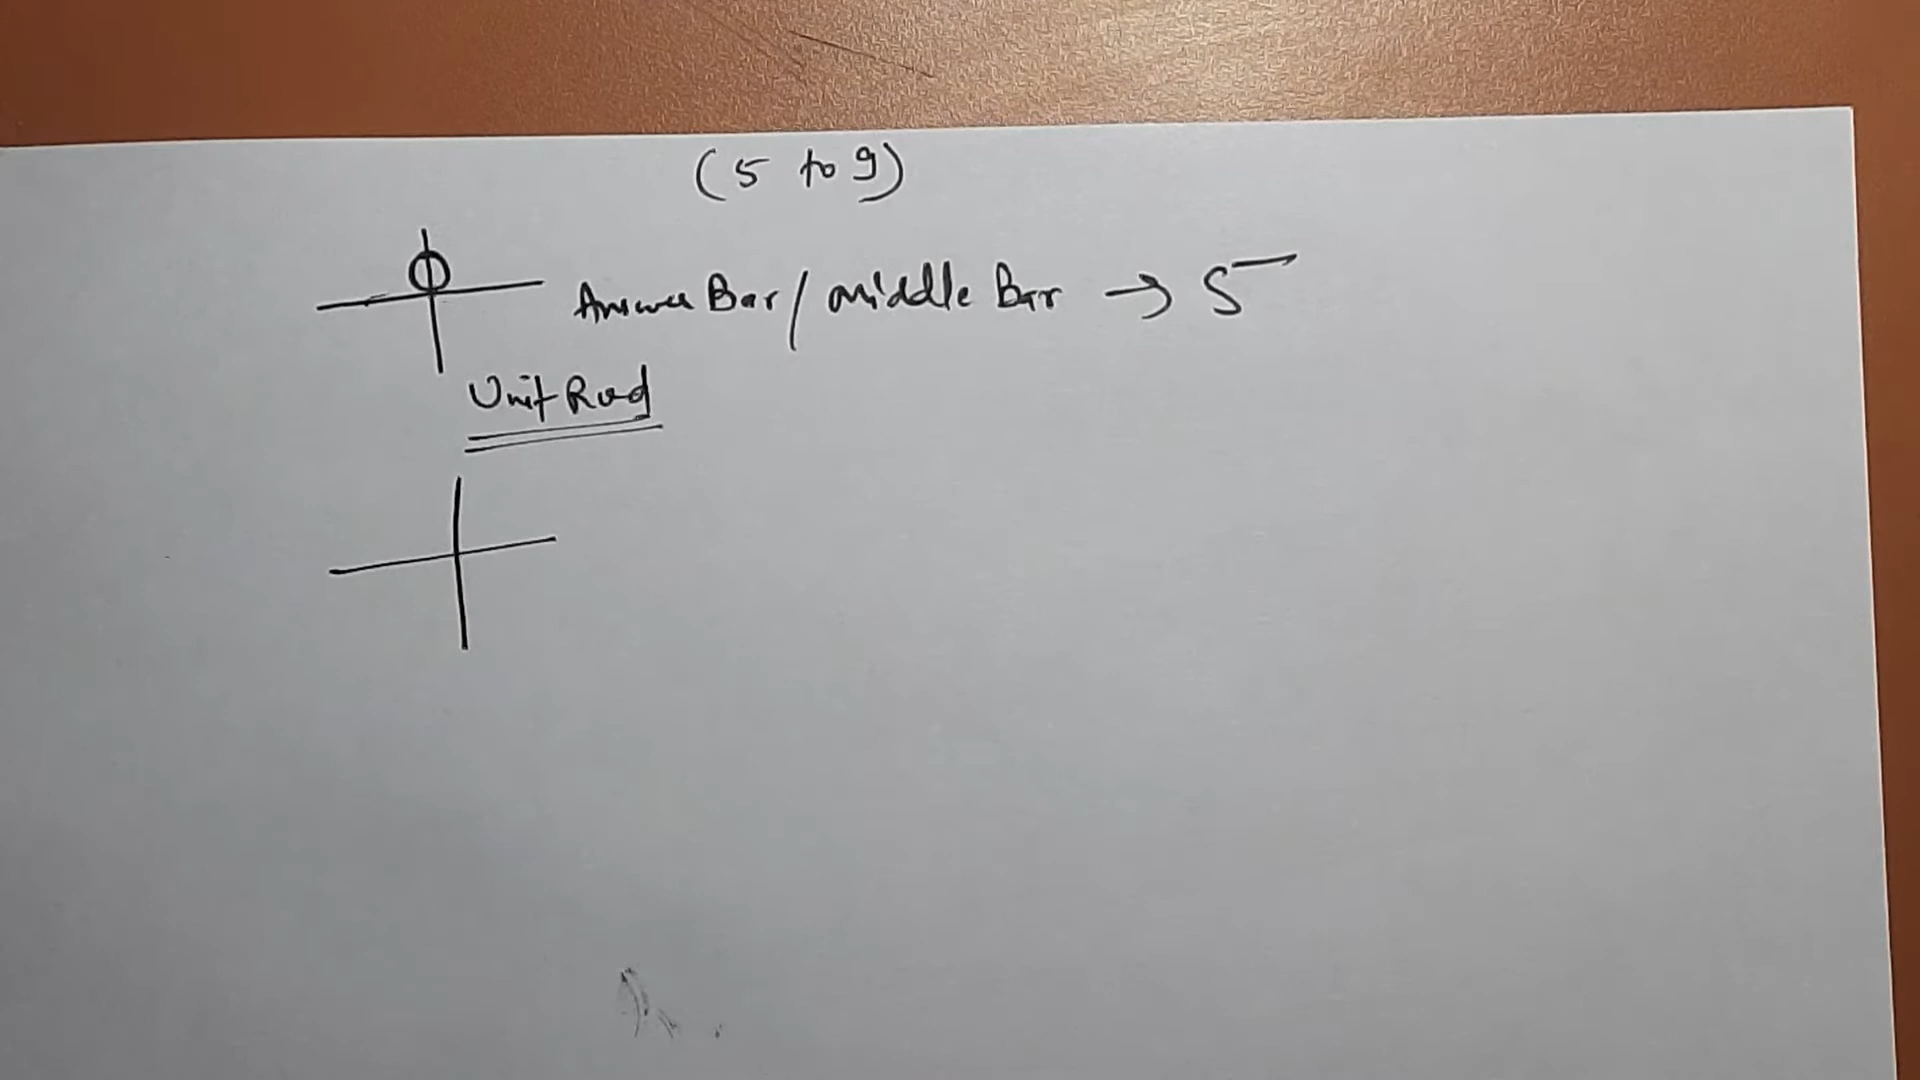 (5 to 9)
Answer Bar / middle Bar → 5
Unit Rod